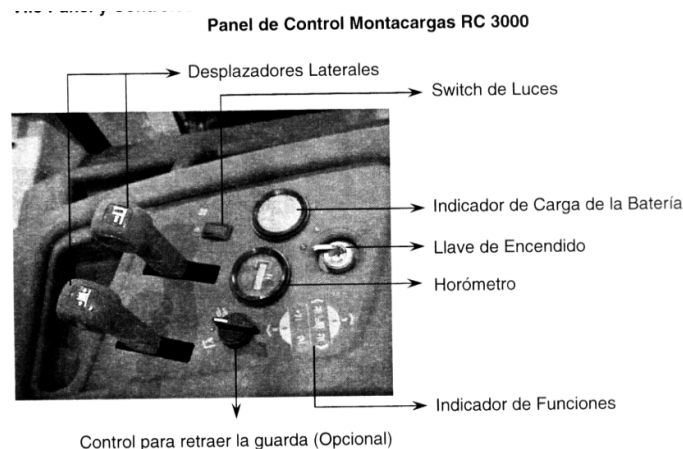 Panel de Control Montacargas RC 3000
Desplazadores Laterales
Switch de Luces
Indicador de Carga de la Batería
Llave de Encendido
Horómetro
Indicador de Funciones
Control para retraer la guarda (Opcional)